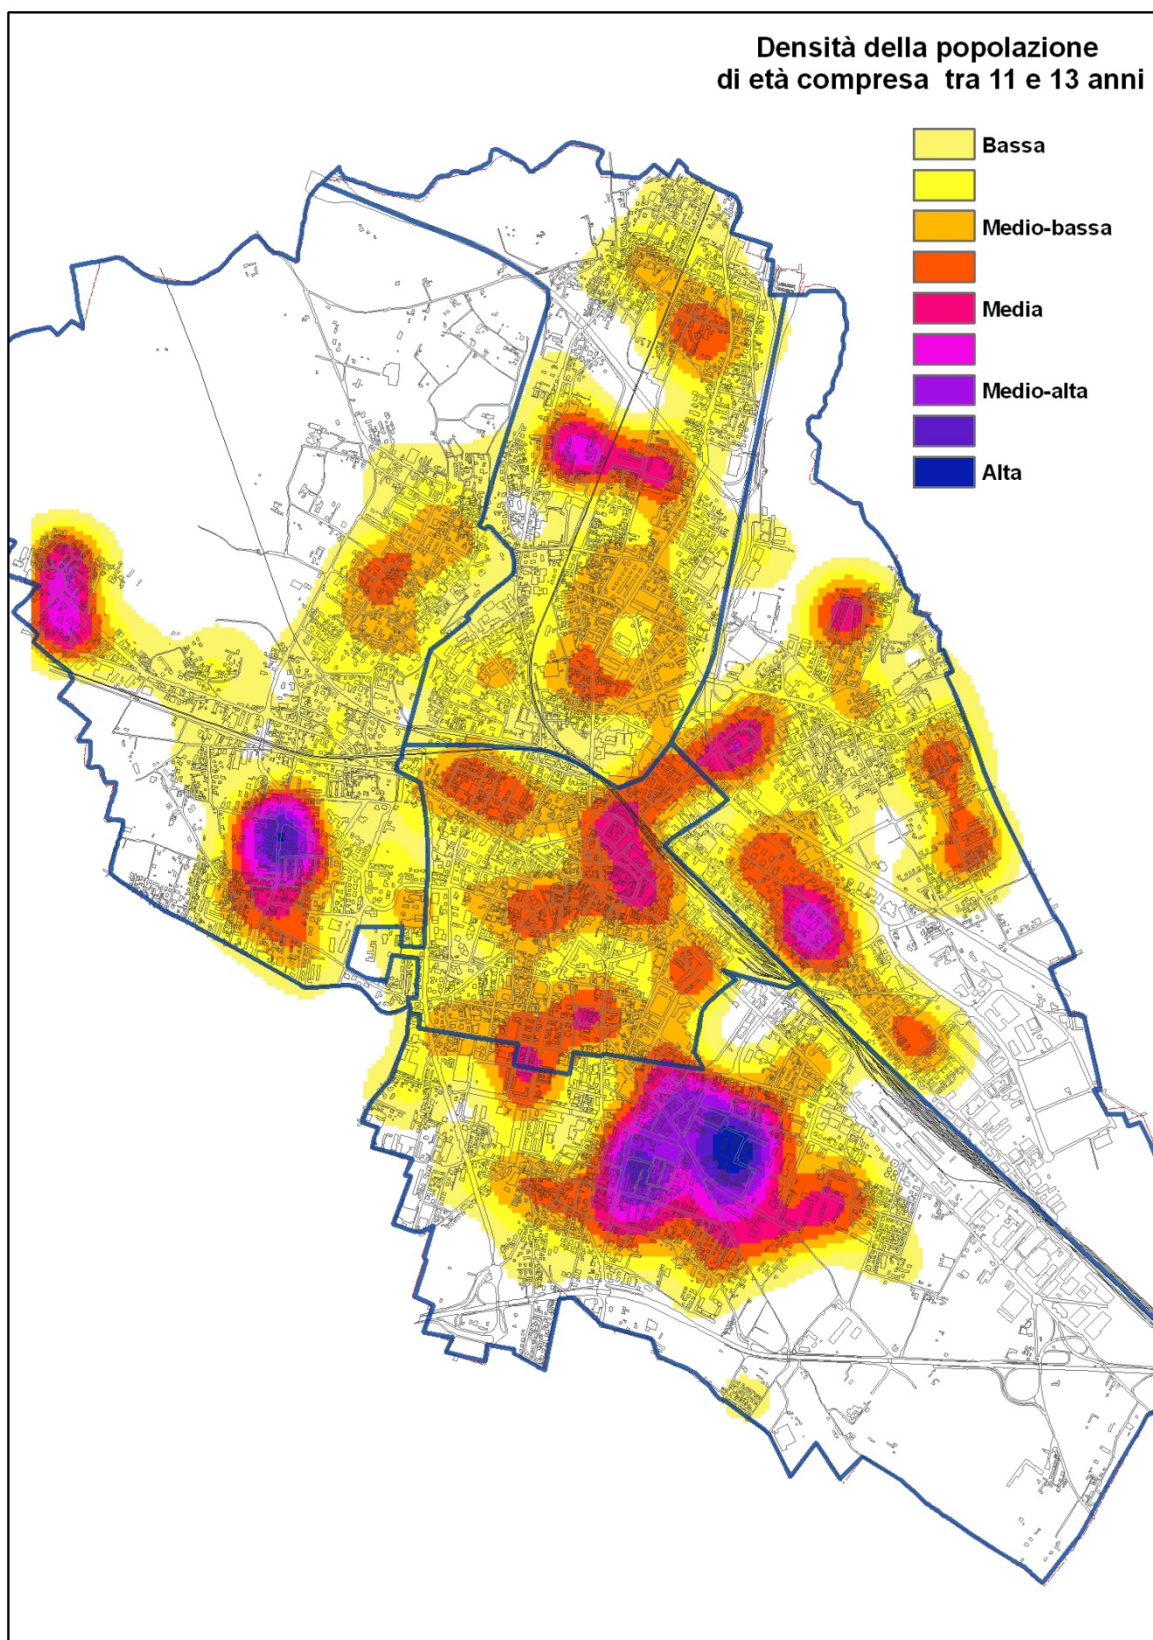 Densità della popolazione
di età compresa tra 11 e 13 anni
Bassa
Medio-bassa
Media
Medio-alta
Alta